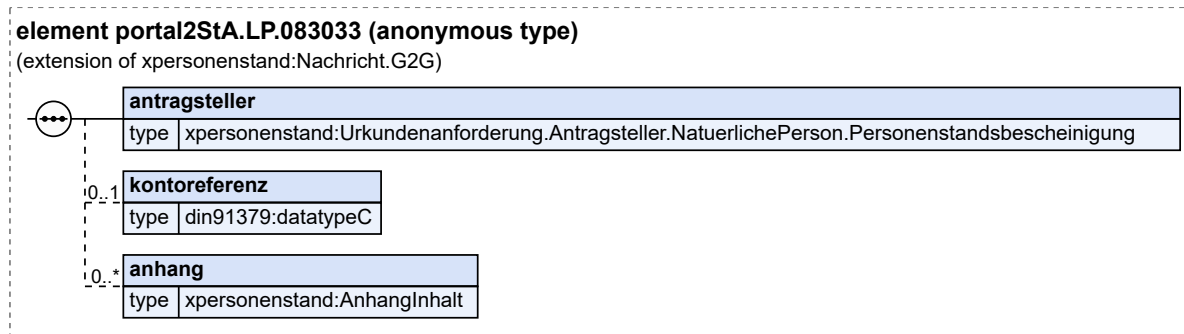 element portal2StA.LP.083033 (anonymous type)
(extension of xpersonenstand:Nachricht.G2G)
antragsteller
type xpersonenstand:Urkundenanforderung.Antragsteller.NatuerlichePerson.Personenstandsbescheinigung
0..1 kontoreferenz
type din91379:datatypeC
0..* anhang
type xpersonenstand:AnhangInhalt